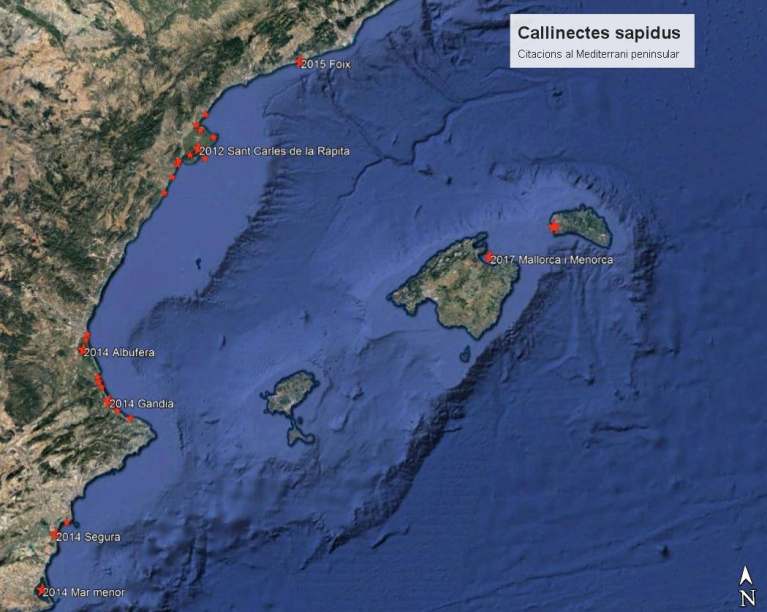 Callinectes sapidus
Citacions al Mediterrani peninsular
2015 Foix
2012 Sant Carles de la Ràpita
2017 Mallorca i Menorca
2014 Albufera
2014 Gandia
2014 Segura
2014 Mar menor
N